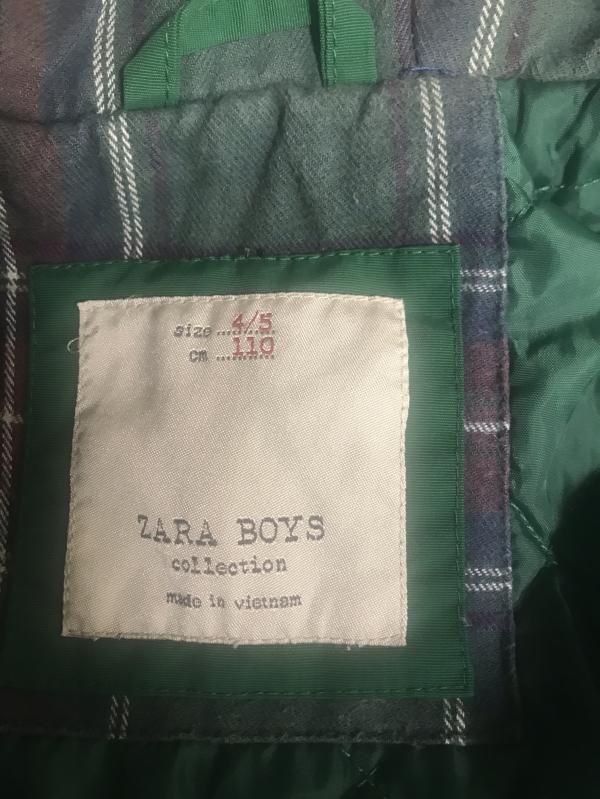 size ....4/5
cm ...110
ZARA BOYS
collection
made in vietnam